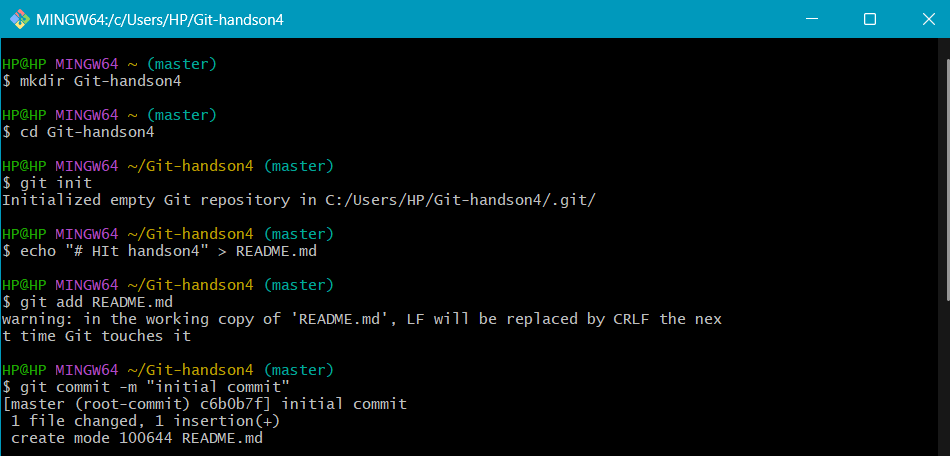 MINGW64:/c/Users/HP/Git-handson4
HP@HP MINGW64 ~ (master)
$ mkdir Git-handson4
HP@HP MINGW64 ~ (master)
$ cd Git-handson4
HP@HP MINGW64 ~/Git-handson4 (master)
$ git init
Initialized empty Git repository in C:/Users/HP/Git-handson4/.git/
HP@HP MINGW64 ~/Git-handson4 (master)
$ echo "# HIt handson4" > README.md
HP@HP MINGW64 ~/Git-handson4 (master)
$ git add README.md
warning: in the working copy of 'README.md', LF will be replaced by CRLF the nex
t time Git touches it
HP@HP MINGW64 ~/Git-handson4 (master)
$ git commit -m "initial commit"
[master (root-commit) c6b0b7f] initial commit
 1 file changed, 1 insertion(+)
 create mode 100644 README.md